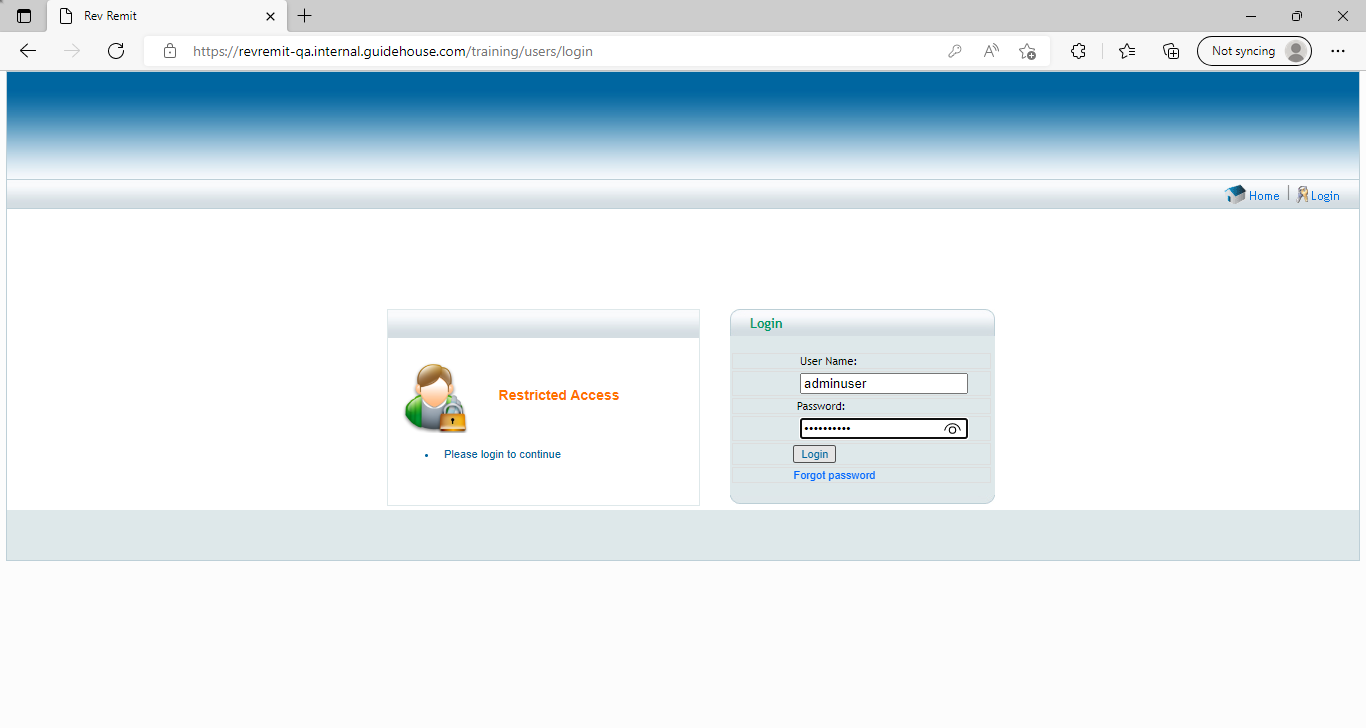 Rev Remit
https://revremit-qa.internal.guidehouse.com/training/users/login
Not syncing
Home
Login
Login
Restricted Access
Please login to continue
User Name:
adminuser
Password:
••••••••••
Login
Forgot password